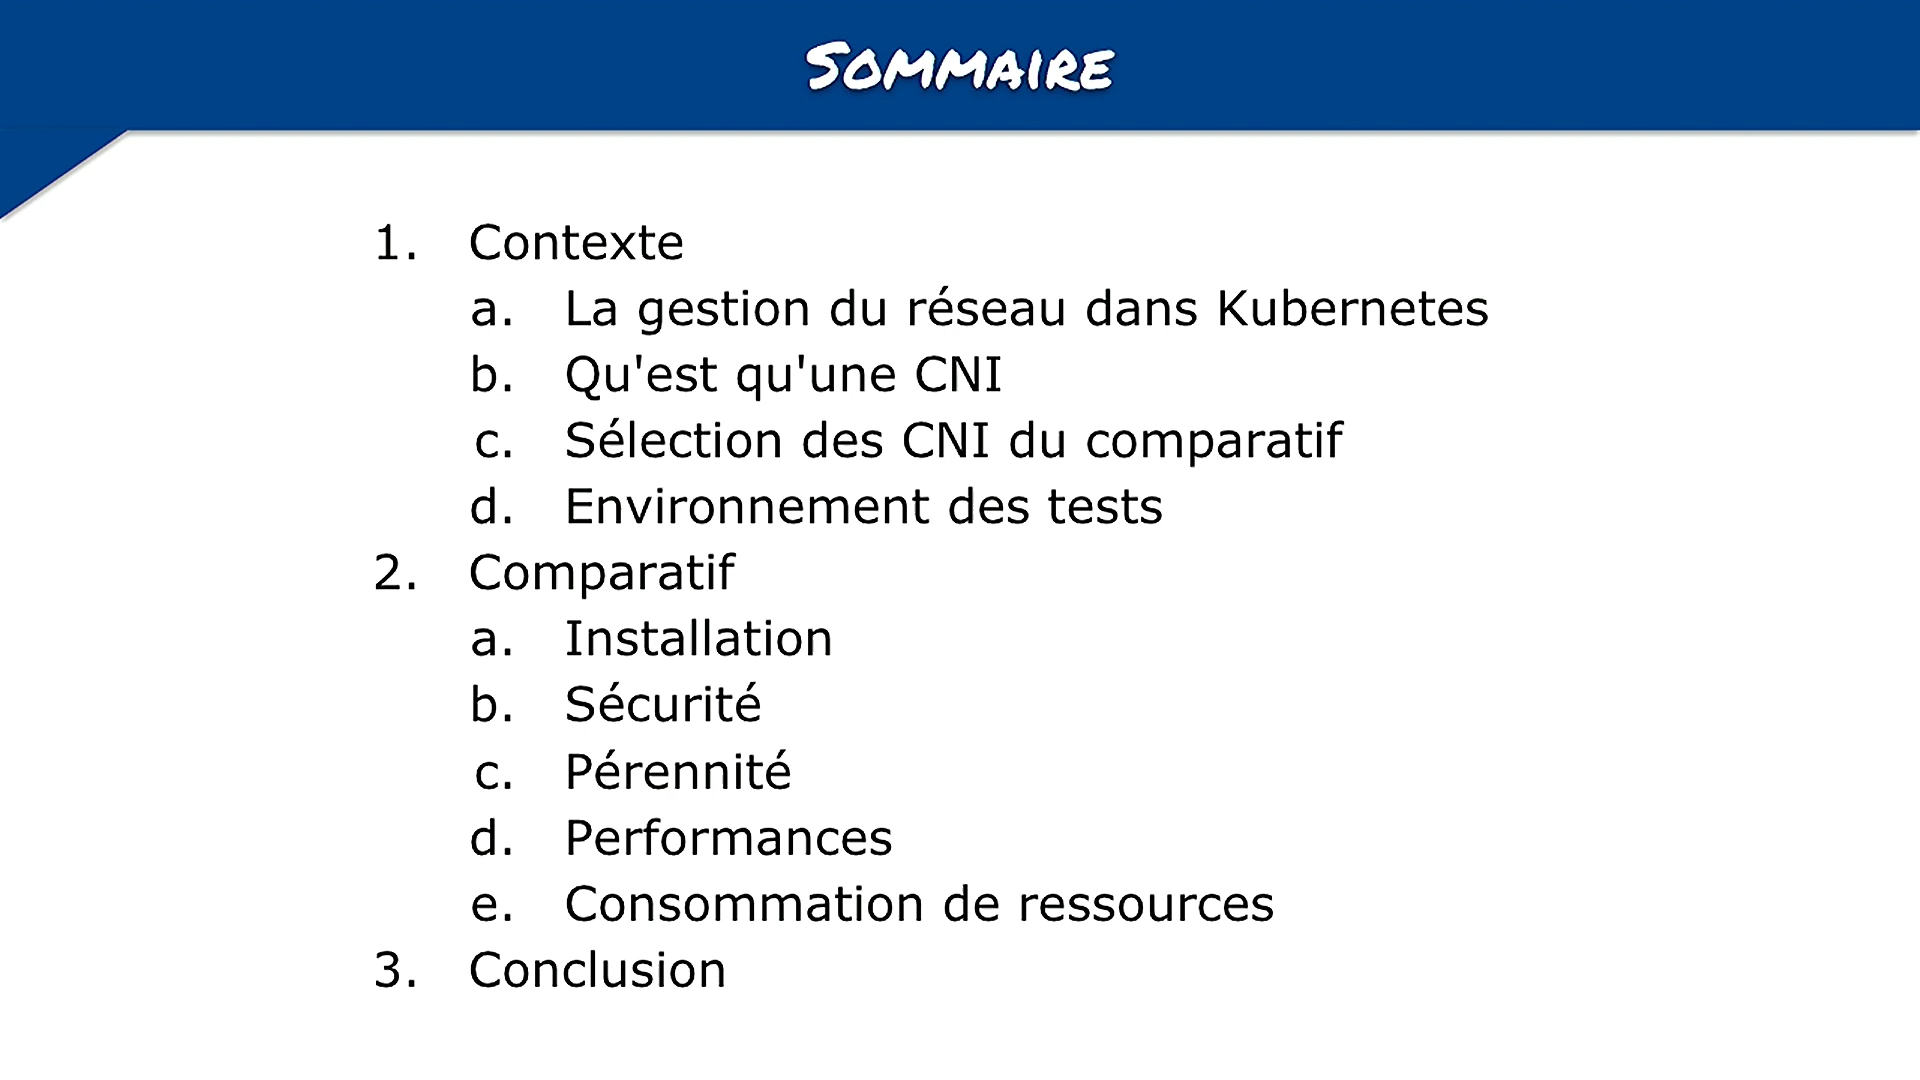 SOMMAIRE
1. Contexte
a. La gestion du réseau dans Kubernetes
b. Qu'est qu'une CNI
c. Sélection des CNI du comparatif
d. Environnement des tests
2. Comparatif
a. Installation
b. Sécurité
c. Pérennité
d. Performances
e. Consommation de ressources
3. Conclusion